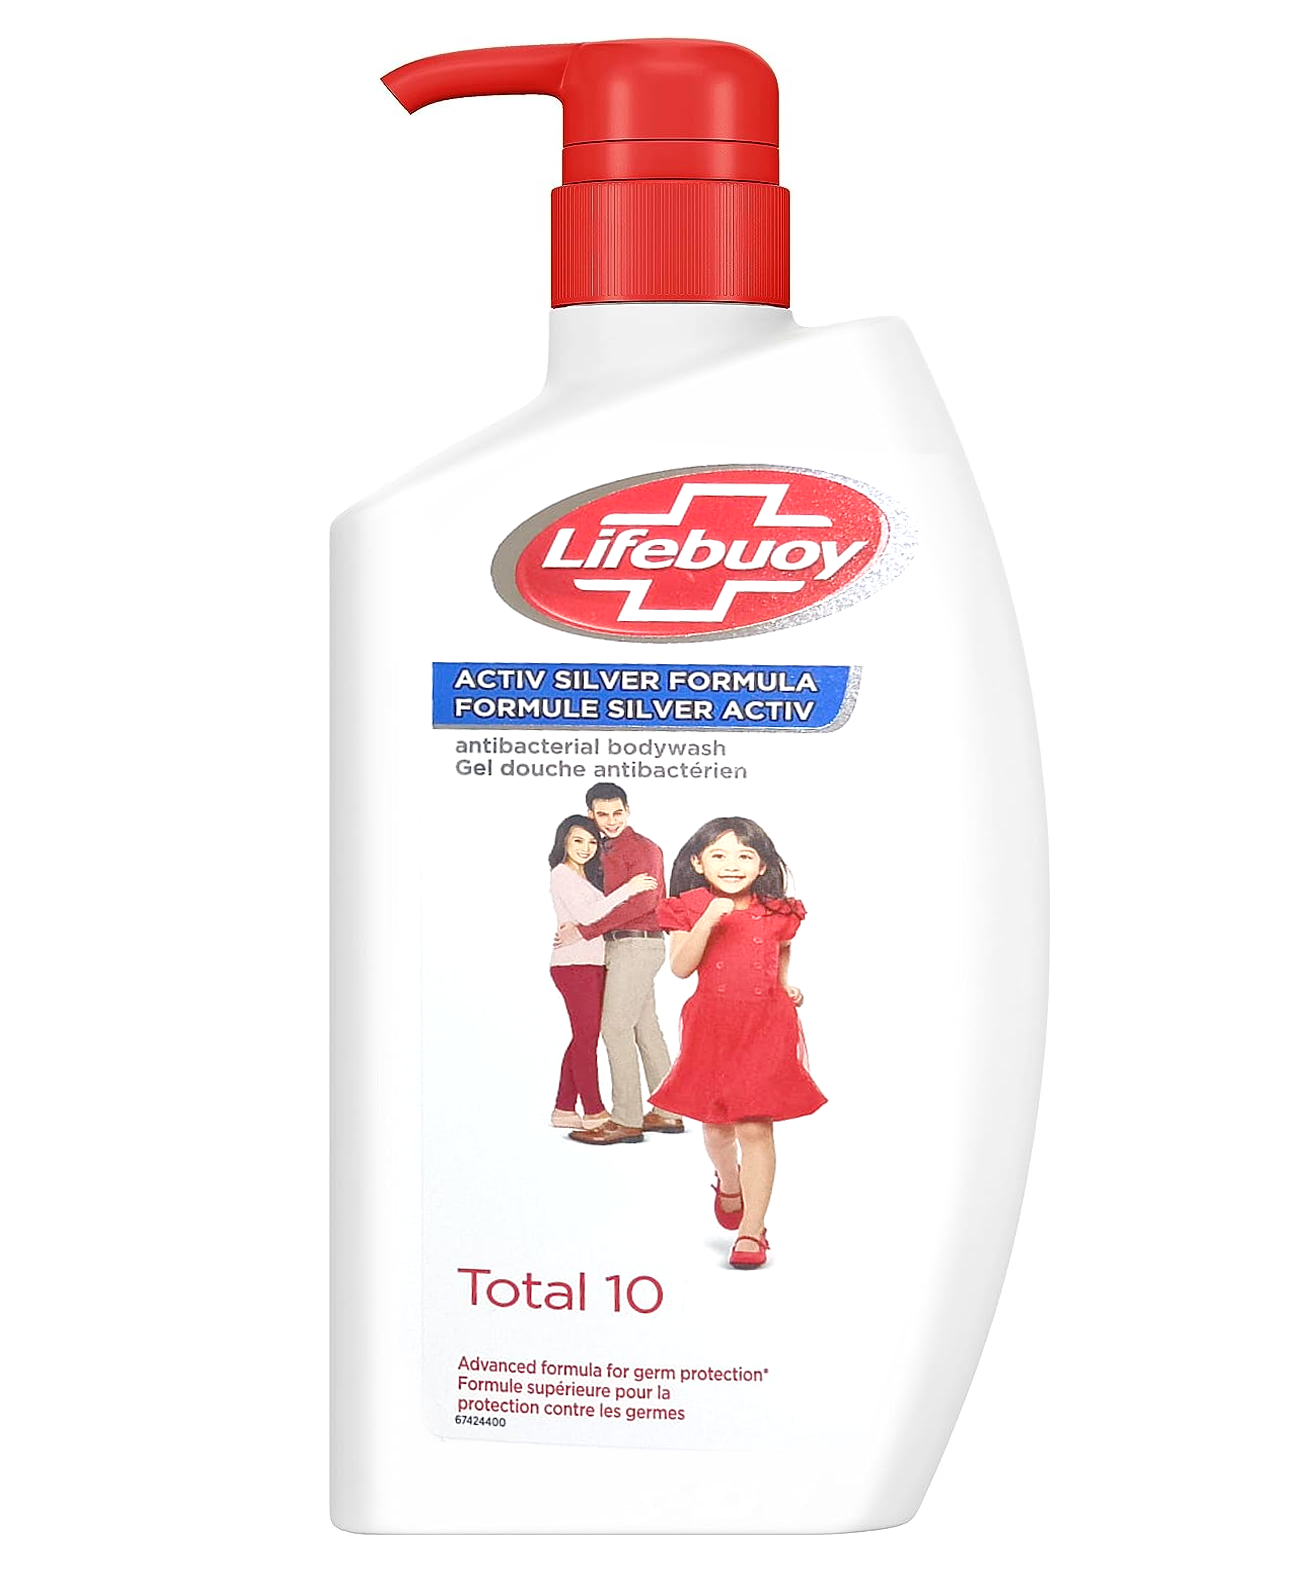 Lifebuoy
ACTIV SILVER FORMULA
FORMULE SILVER ACTIV
antibacterial bodywash
Gel douche antibactérien
Total 10
Advanced formula for germ protection*
Formule supérieure pour la
protection contre les germes
67424400